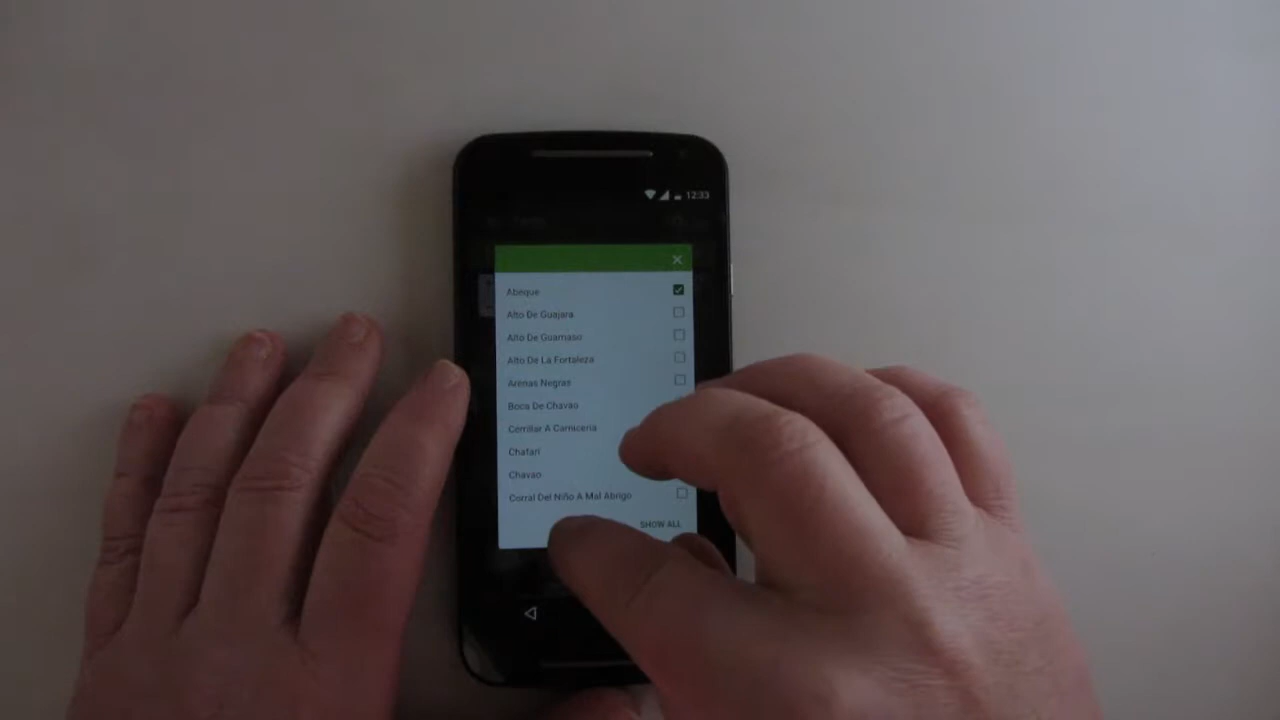 12:33
Abeque
Alto De Guajara
Alto De Guamaso
Alto De La Fortaleza
Arenas Negras
Boca De Chavao
Cerrillar A Carniceria
Chafari
Chavao
Corral Del Niño A Mal Abrigo
SHOW ALL